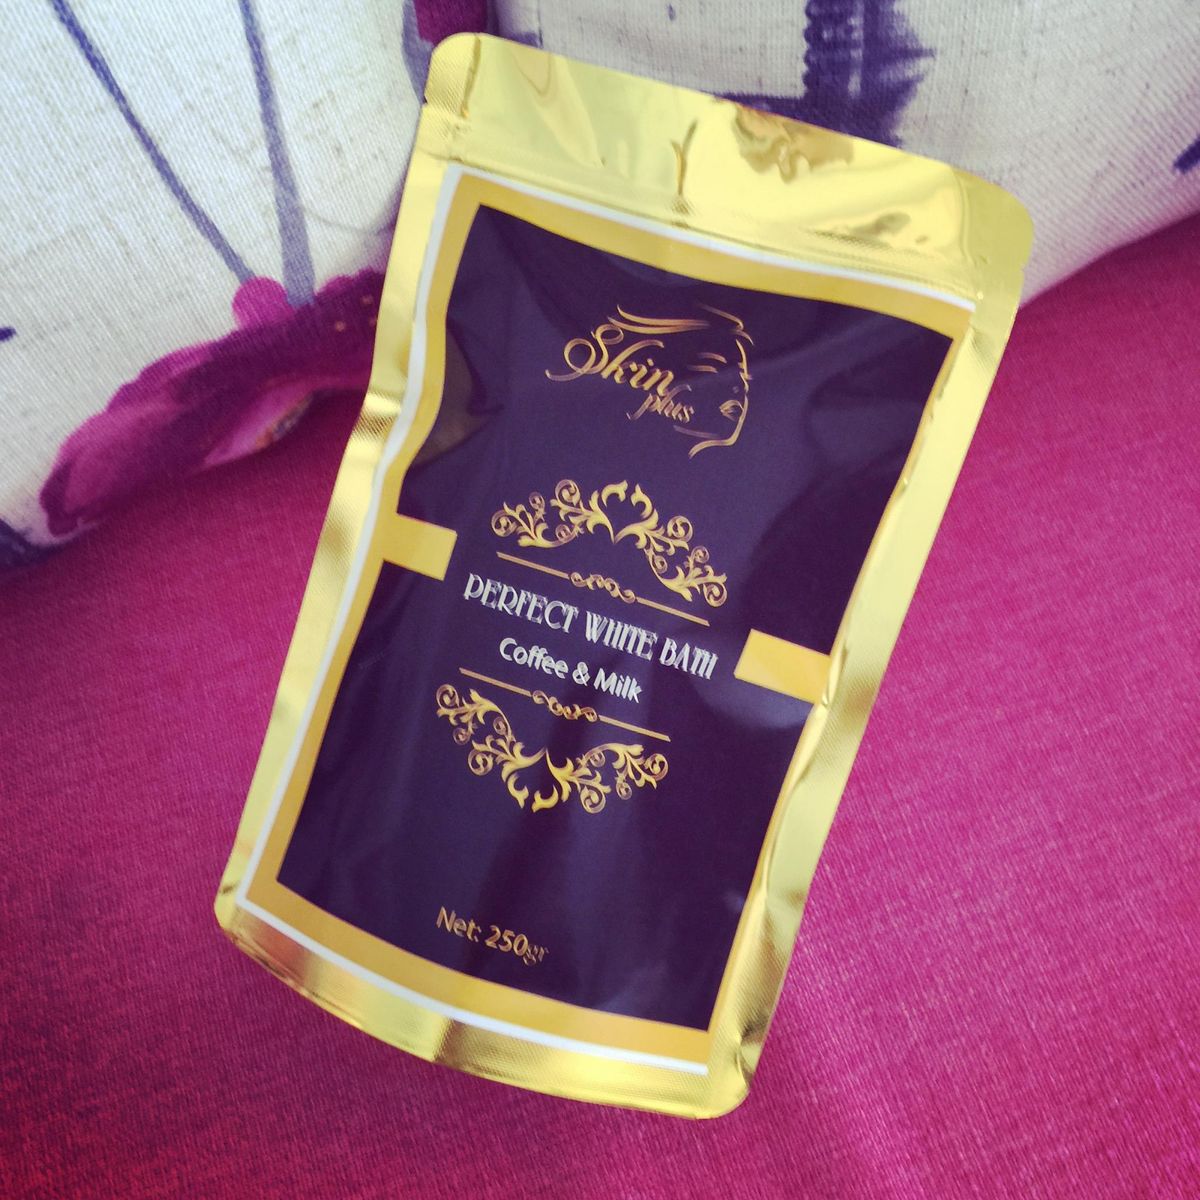 Skin
plus
PERFECT WHITE BATH
Coffee & Milk
Net: 250gr